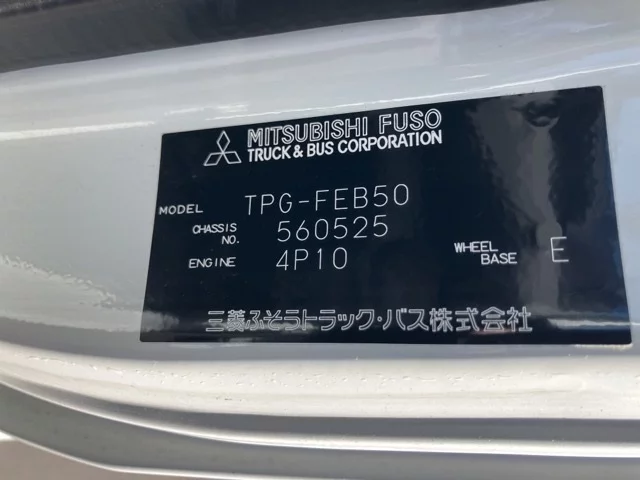 MITSUBISHI FUSO
TRUCK & BUS CORPORATION
MODEL TPG-FEB50
CHASSIS NO. 560525
ENGINE 4P10 WHEEL BASE E
三菱ふそうトラック・バス株式会社